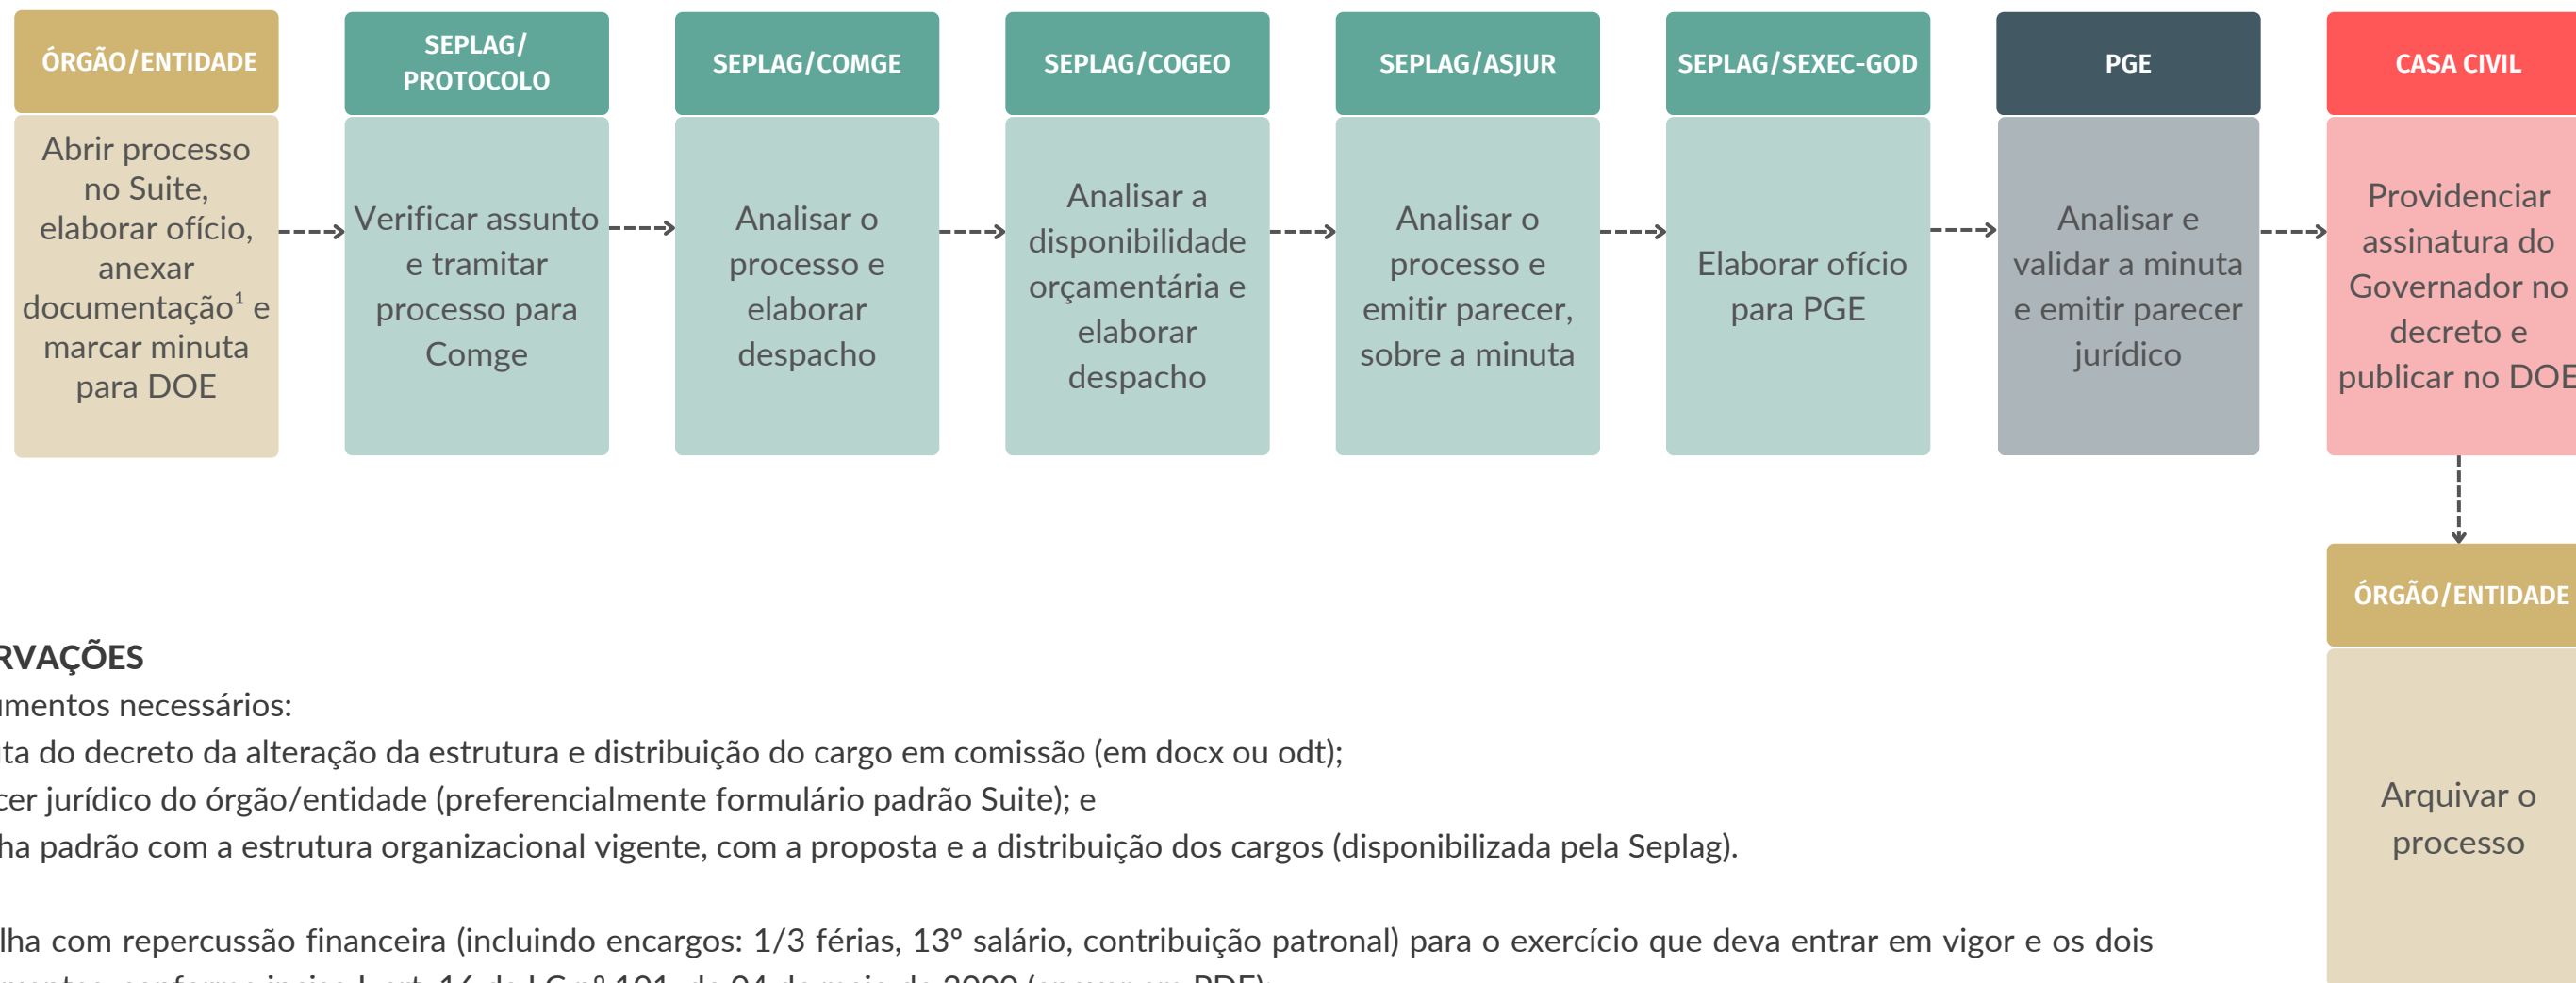 ÓRGÃO/ENTIDADE
Abrir processo
no Suite,
elaborar ofício,
anexar
documentação¹ e
marcar minuta
para DOE
SEPLAG/
PROTOCOLO
Verificar assunto
e tramitar
processo para
Comge
SEPLAG/COMGE
Analisar o
processo e
elaborar
despacho
SEPLAG/COGEO
Analisar a
disponibilidade
orçamentária e
elaborar
despacho
SEPLAG/ASJUR
Analisar o
processo e
emitir parecer,
sobre a minuta
SEPLAG/SEXEC-GOD
Elaborar ofício
para PGE
PGE
Analisar e
validar a minuta
e emitir parecer
jurídico
CASA CIVIL
Providenciar
assinatura do
Governador no
decreto e
publicar no DOE
ÓRGÃO/ENTIDADE
Arquivar o
processo
RVAÇÕES
umentos necessários:
ta do decreto da alteração da estrutura e distribuição do cargo em comissão (em docx ou odt);
cer jurídico do órgão/entidade (preferencialmente formulário padrão Suite); e
ha padrão com a estrutura organizacional vigente, com a proposta e a distribuição dos cargos (disponibilizada pela Seplag).
lha com repercussão financeira (incluindo encargos: 1/3 férias, 13º salário, contribuição patronal) para o exercício que deva entrar em vigor e os dois